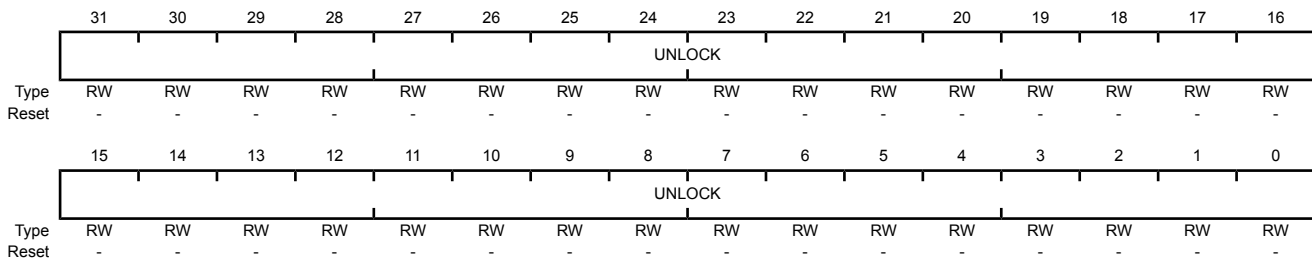 31 30 29 28 27 26 25 24 23 22 21 20 19 18 17 16
UNLOCK
Type RW RW RW RW RW RW RW RW RW RW RW RW RW RW RW RW
Reset - - - - - - - - - - - - - - - -
15 14 13 12 11 10 9 8 7 6 5 4 3 2 1 0
UNLOCK
Type RW RW RW RW RW RW RW RW RW RW RW RW RW RW RW RW
Reset - - - - - - - - - - - - - - - -